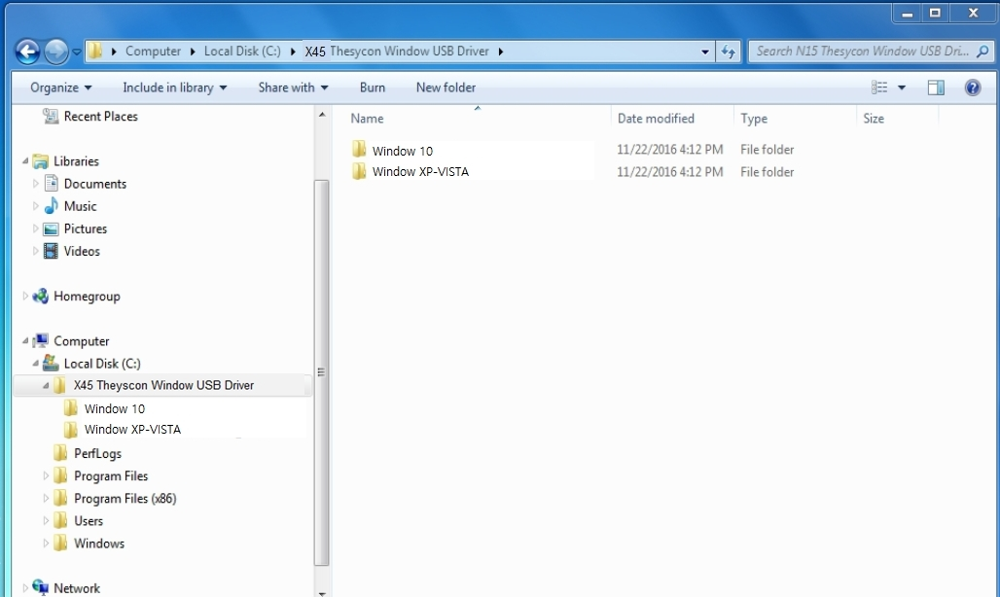 Computer Local Disk (C:) X45 Thesycon Window USB Driver
Search N15 Thesycon Window USB Dri...
Organize Include in library Share with Burn New folder
Recent Places
Libraries
Documents
Music
Pictures
Videos
Homegroup
Computer
Local Disk (C:)
X45 Theyscon Window USB Driver
Window 10
Window XP-VISTA
PerfLogs
Program Files
Program Files (x86)
Users
Windows
Network
Name Date modified Type Size
Window 10 11/22/2016 4:12 PM File folder
Window XP-VISTA 11/22/2016 4:12 PM File folder